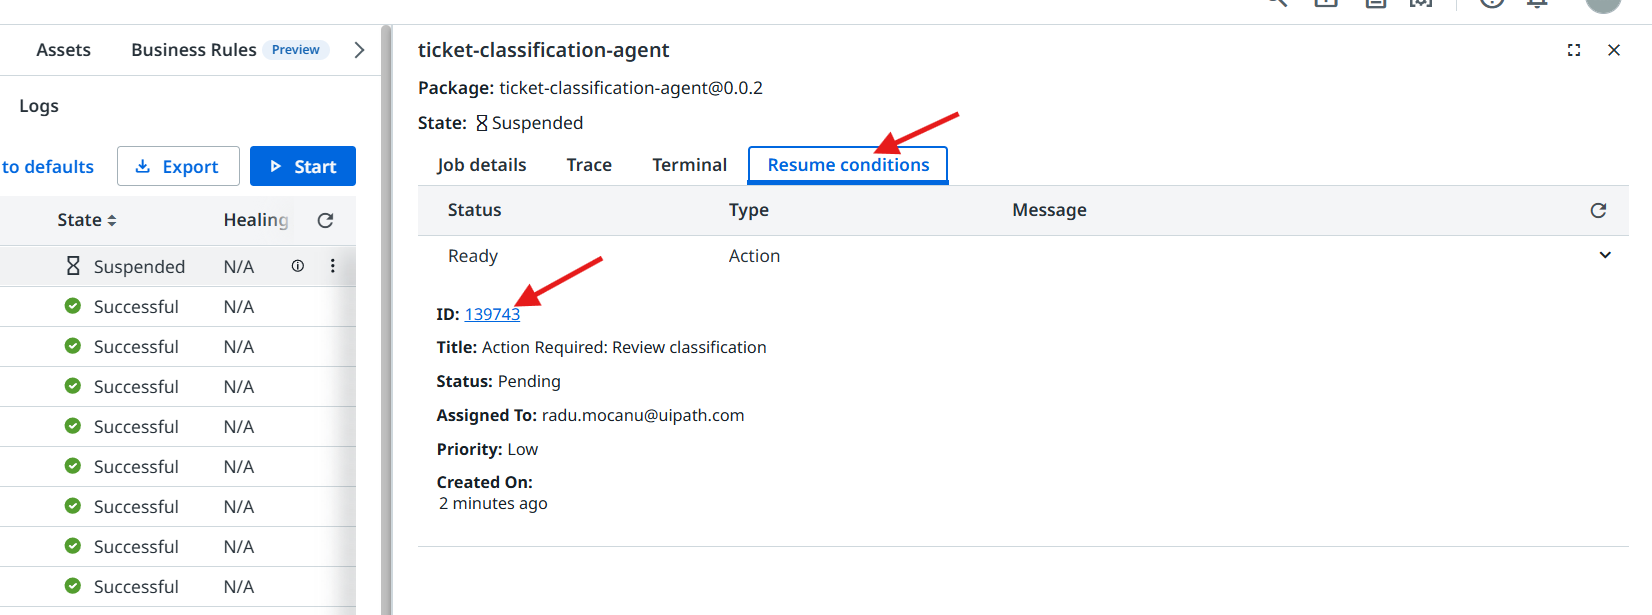 Assets Business Rules Preview
Logs
to defaults Export Start
State Healing
Suspended N/A
Successful N/A
Successful N/A
Successful N/A
Successful N/A
Successful N/A
Successful N/A
Successful N/A
Successful N/A
ticket-classification-agent
Package: ticket-classification-agent@0.0.2
State: Suspended
Job details Trace Terminal Resume conditions
Status Type Message
Ready Action
ID: 139743
Title: Action Required: Review classification
Status: Pending
Assigned To: radu.mocanu@uipath.com
Priority: Low
Created On:
2 minutes ago